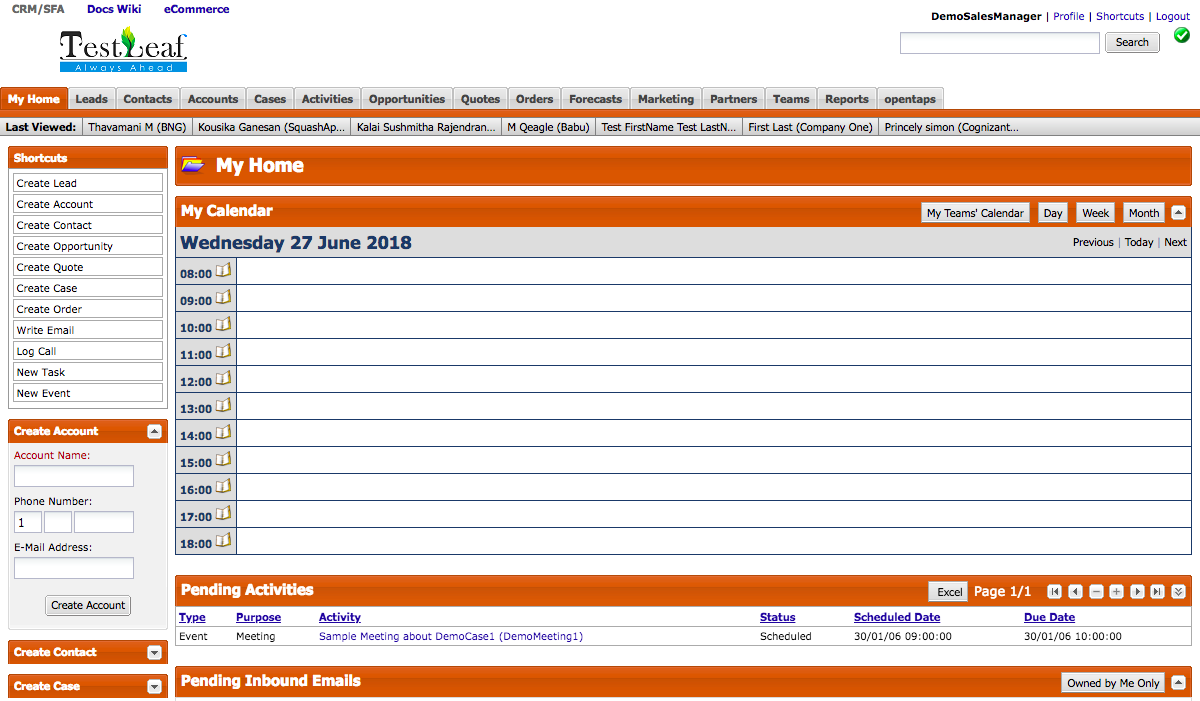 CRM/SFA Docs Wiki eCommerce
DemoSalesManager | Profile | Shortcuts | Logout
TestLeaf
Always Ahead
Search
My Home Leads Contacts Accounts Cases Activities Opportunities Quotes Orders Forecasts Marketing Partners Teams Reports opentaps
Last Viewed: Thavamani M (BNG) Kousika Ganesan (SquashAp... Kalai Sushmitha Rajendran... M Qeagle (Babu) Test FirstName Test LastN... First Last (Company One) Princely simon (Cognizant...
Shortcuts
Create Lead
Create Account
Create Contact
Create Opportunity
Create Quote
Create Case
Create Order
Write Email
Log Call
New Task
New Event
Create Account
Account Name:
Phone Number:
1
E-Mail Address:
Create Account
Create Contact
Create Case
My Home
My Calendar My Teams' Calendar Day Week Month
Wednesday 27 June 2018 Previous | Today | Next
08:00
09:00
10:00
11:00
12:00
13:00
14:00
15:00
16:00
17:00
18:00
Pending Activities Excel Page 1/1
Type Purpose Activity Status Scheduled Date Due Date
Event Meeting Sample Meeting about DemoCase1 (DemoMeeting1) Scheduled 30/01/06 09:00:00 30/01/06 10:00:00
Pending Inbound Emails Owned by Me Only